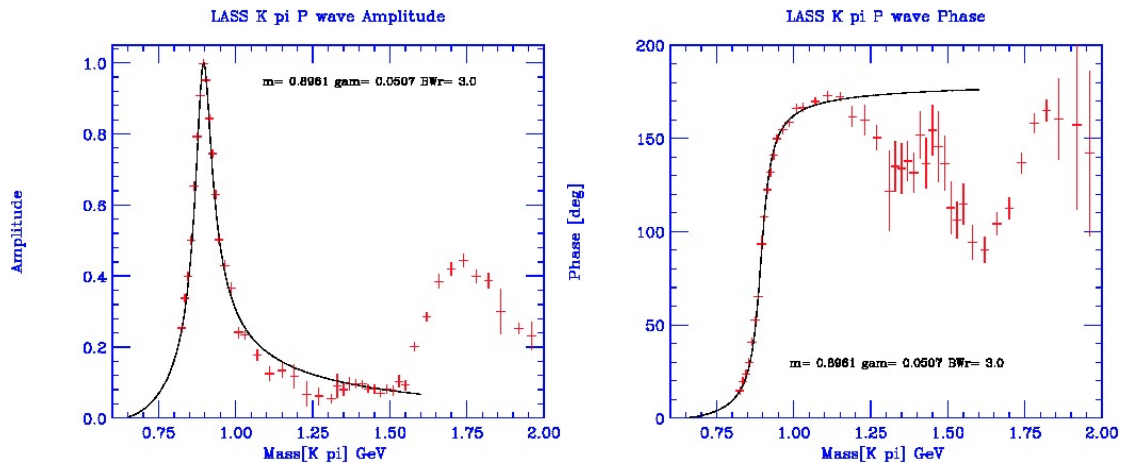 LASS K pi P wave Amplitude
1.0
0.8
0.6
0.4
0.2
0.0
Amplitude
m= 0.8961 gam= 0.0507 BWr= 3.0
0.75 1.00 1.25 1.50 1.75 2.00
Mass[K pi] GeV
LASS K pi P wave Phase
200
150
100
50
0
Phase [deg]
m= 0.8961 gam= 0.0507 BWr= 3.0
0.75 1.00 1.25 1.50 1.75 2.00
Mass[K pi] GeV